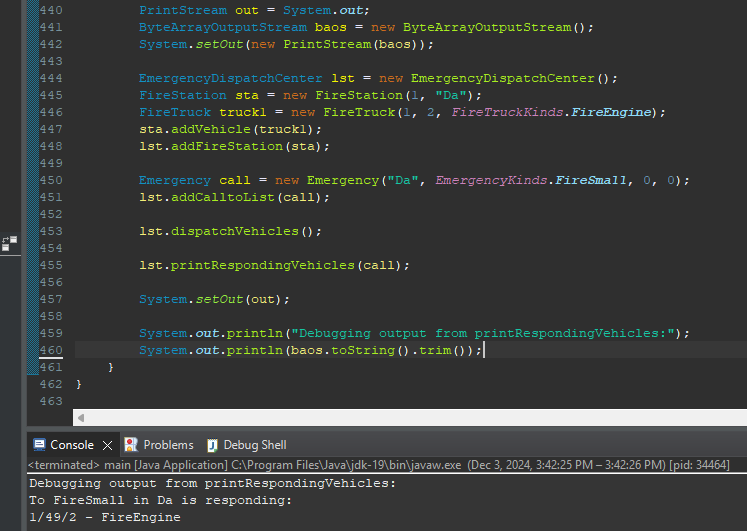 440 PrintStream out = System.out;
441 ByteArrayOutputStream baos = new ByteArrayOutputStream();
442 System.setOut(new PrintStream(baos));
443
444 EmergencyDispatchCenter lst = new EmergencyDispatchCenter();
445 FireStation sta = new FireStation(1, "Da");
446 FireTruck truck1 = new FireTruck(1, 2, FireTruckKinds.FireEngine);
447 sta.addVehicle(truck1);
448 lst.addFireStation(sta);
449
450 Emergency call = new Emergency("Da", EmergencyKinds.FireSmall, 0, 0);
451 lst.addCalltoList(call);
452
453 lst.dispatchVehicles();
454
455 lst.printRespondingVehicles(call);
456
457 System.setOut(out);
458
459 System.out.println("Debugging output from printRespondingVehicles:");
460 System.out.println(baos.toString().trim());
461 }
462 }
463
Console Problems Debug Shell
<terminated> main [Java Application] C:\Program Files\Java\jdk-19\bin\javaw.exe (Dec 3, 2024, 3:42:25 PM – 3:42:26 PM) [pid: 34464]
Debugging output from printRespondingVehicles:
To FireSmall in Da is responding:
1/49/2 - FireEngine